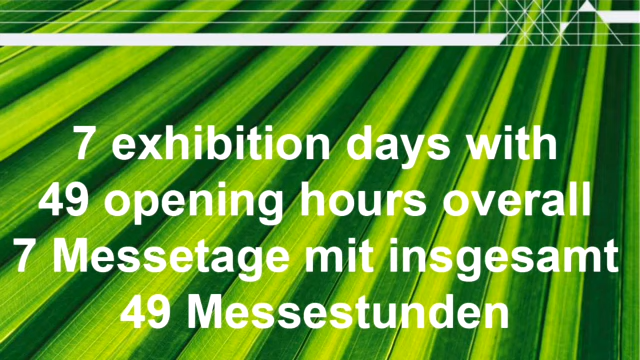 7 exhibition days with
49 opening hours overall
7 Messetage mit insgesamt
49 Messestunden